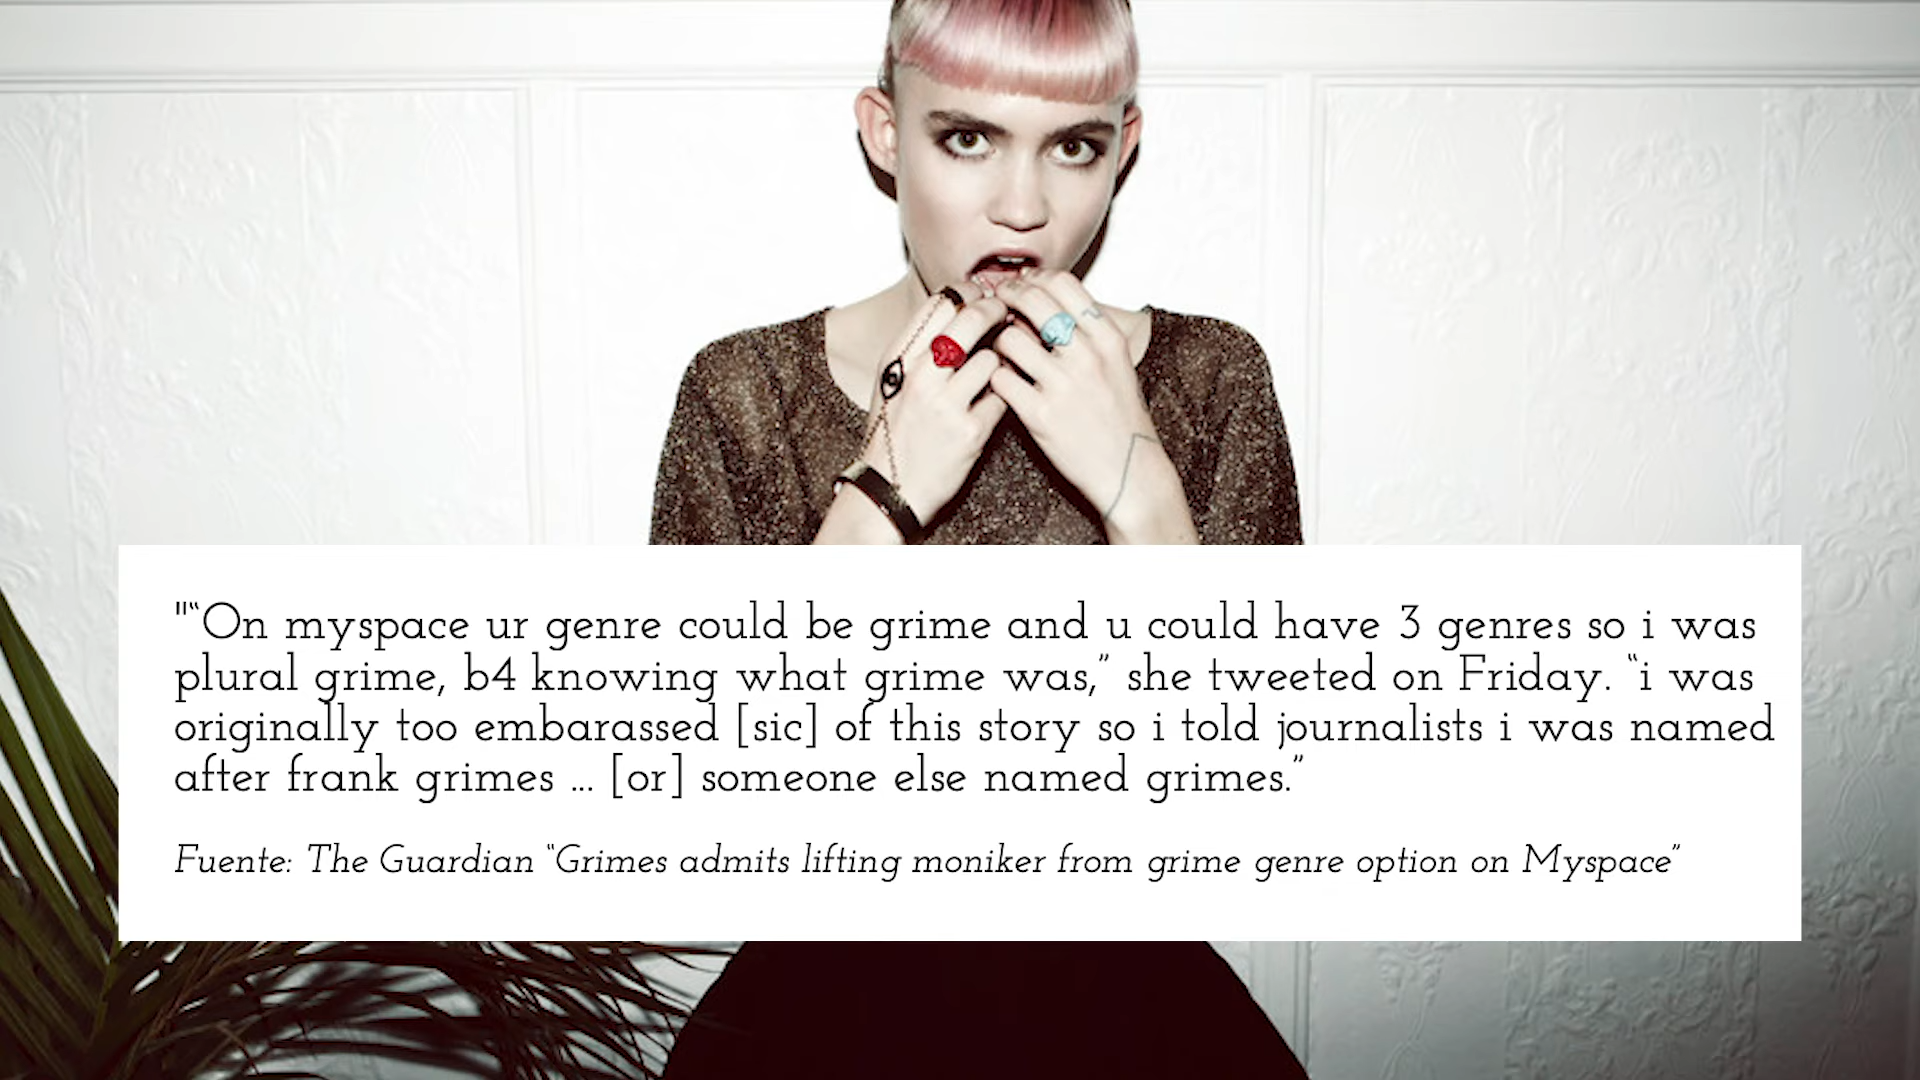 "“On myspace ur genre could be grime and u could have 3 genres so i was
plural grime, b4 knowing what grime was,” she tweeted on Friday. “i was
originally too embarassed [sic] of this story so i told journalists i was named
after frank grimes ... [or] someone else named grimes.”
Fuente: The Guardian “Grimes admits lifting moniker from grime genre option on Myspace”